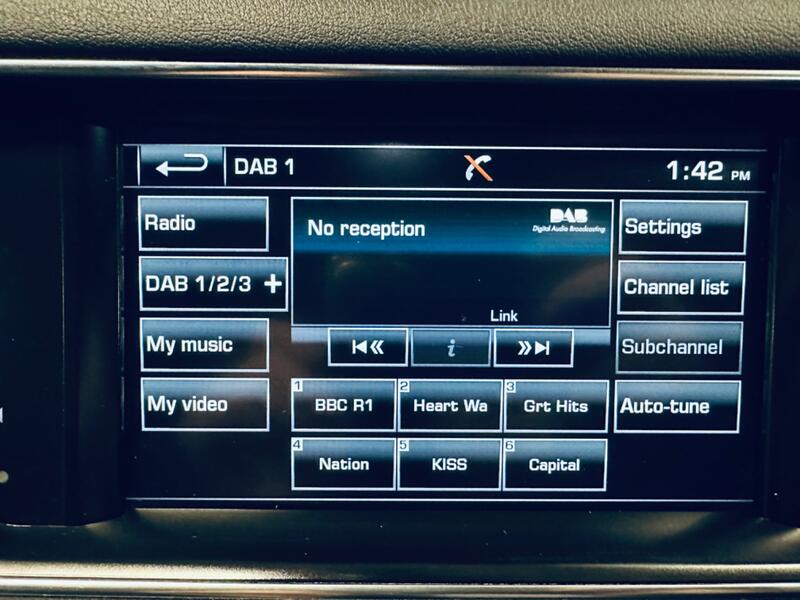 DAB 1
1:42 PM
Radio
DAB 1/2/3 +
My music
My video
No reception
DAB
Digital Audio Broadcasting
Link
i
1 BBC R1
2 Heart Wa
3 Grt Hits
4 Nation
5 KISS
6 Capital
Settings
Channel list
Subchannel
Auto-tune